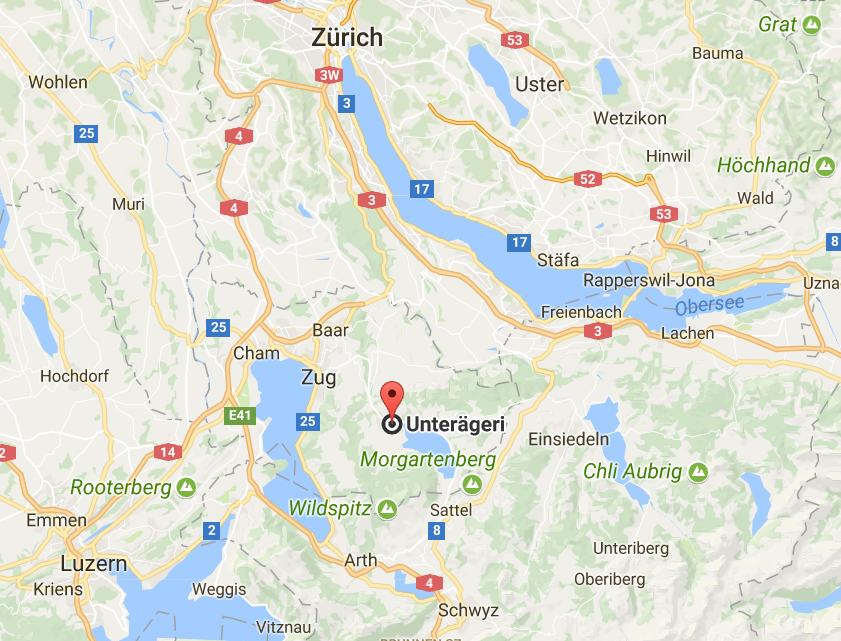 Grat
Zürich
53
Bauma
3W
Wohlen
Uster
3
Wetzikon
25
4
Hinwil
Höchhand
52
17
Wald
3
Muri
4
53
17
8
Stäfa
Rapperswil-Jona
Uzna
Obersee
Freienbach
25
Baar
3
Lachen
Cham
Hochdorf
Zug
E41
25
Unterägeri
Einsiedeln
2
14
Morgartenberg
Chli Aubrig
Rooterberg
Wildspitz
Sattel
Emmen
2
8
Unteriberg
Luzern
Arth
Oberiberg
Kriens
Weggis
4
Schwyz
Vitznau